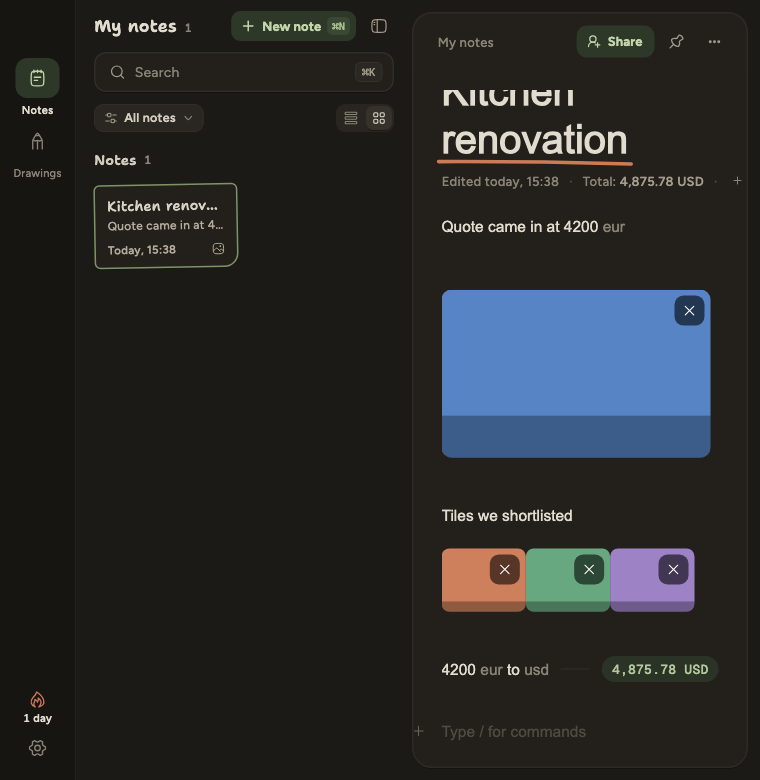 My notes 1
New note ⌘N
Search ⌘K
All notes
Notes 1
Kitchen renov...
Quote came in at 4...
Today, 15:38
Notes
Drawings
1 day
My notes
Share
Kitchen
renovation
Edited today, 15:38 · Total: 4,875.78 USD · +
Quote came in at 4200 eur
Tiles we shortlisted
4200 eur to usd 4,875.78 USD
+ Type / for commands